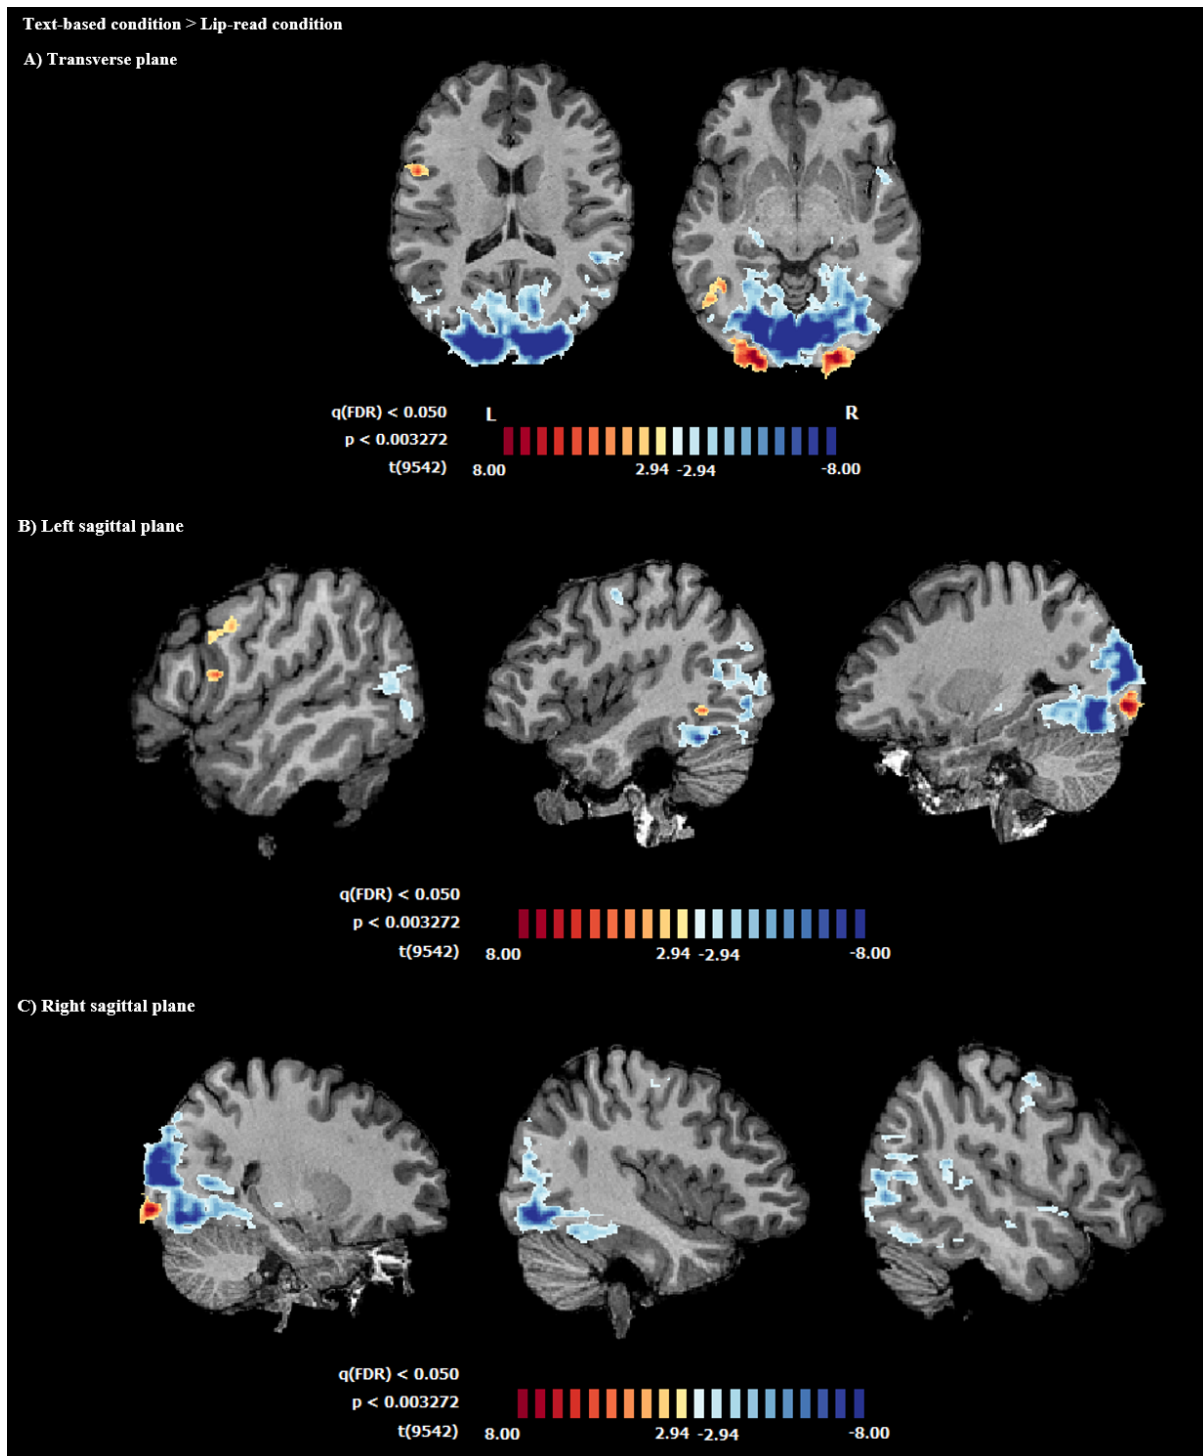 Text-based condition > Lip-read condition
A) Transverse plane
q(FDR) < 0.050 L R
p < 0.003272
t(9542) 8.00 2.94 -2.94 -8.00
B) Left sagittal plane
q(FDR) < 0.050
p < 0.003272
t(9542) 8.00 2.94 -2.94 -8.00
C) Right sagittal plane
q(FDR) < 0.050
p < 0.003272
t(9542) 8.00 2.94 -2.94 -8.00